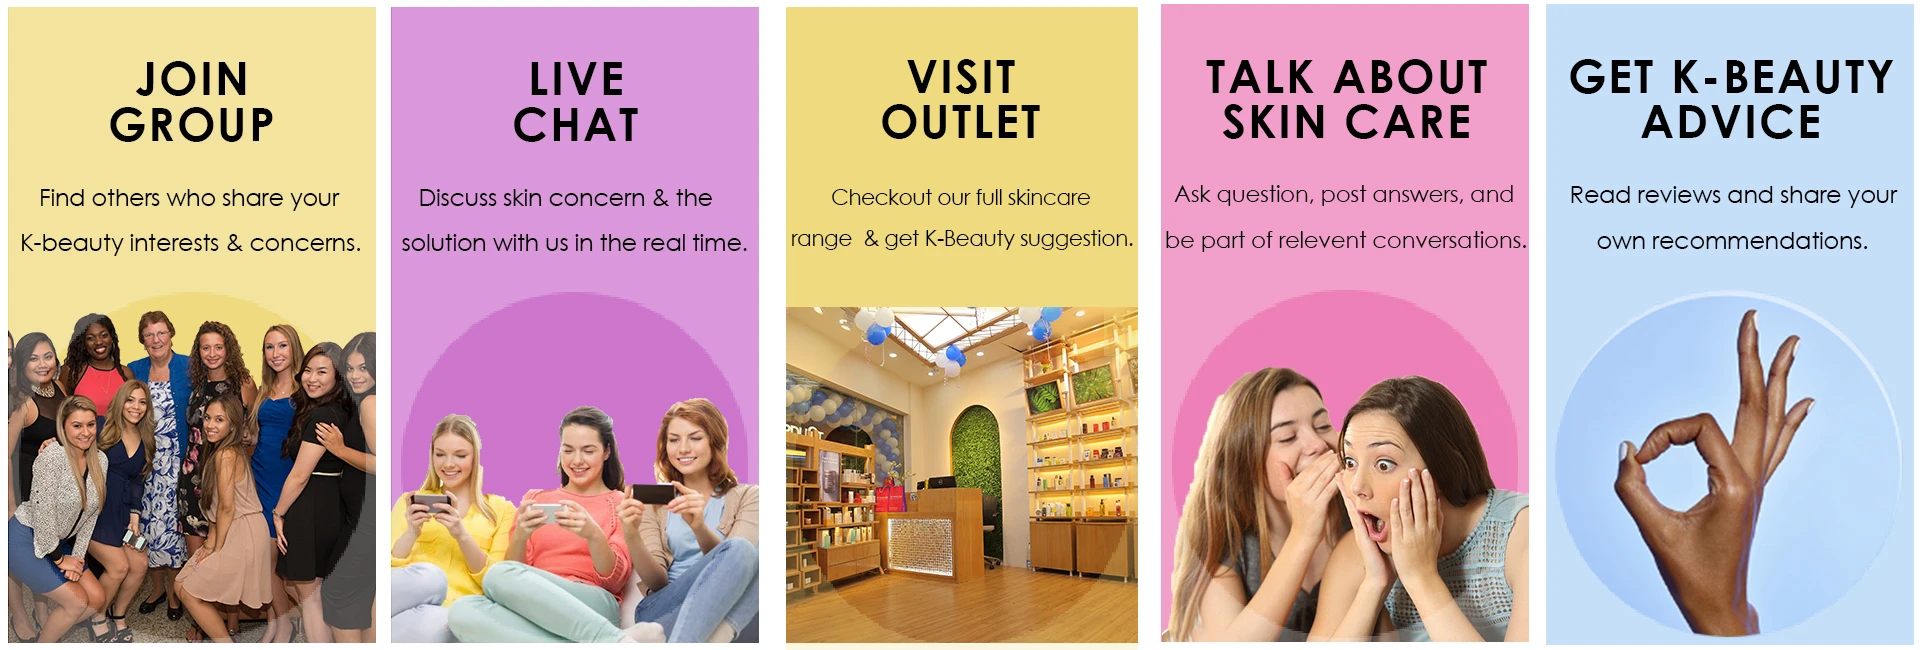 JOIN
GROUP
Find others who share your
K-beauty interests & concerns.
LIVE
CHAT
Discuss skin concern & the
solution with us in the real time.
VISIT
OUTLET
Checkout our full skincare
range & get K-Beauty suggestion.
TALK ABOUT
SKIN CARE
Ask question, post answers, and
be part of relevent conversations.
GET K-BEAUTY
ADVICE
Read reviews and share your
own recommendations.